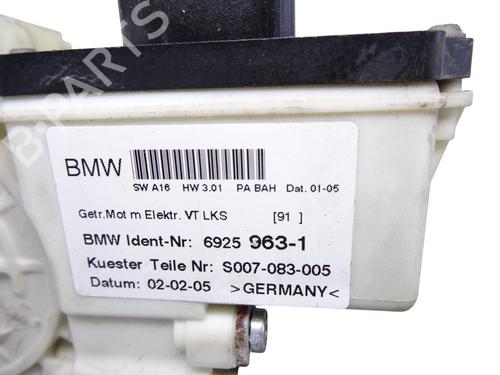 BMW
SW A16 HW 3.01 PA BAH Dat. 01-05
Getr.Mot m Elektr. VT LKS [91 ]
BMW Ident-Nr: 6925 963-1
Kuester Teile Nr: S007-083-005
Datum: 02-02-05 >GERMANY<
B-PARTS